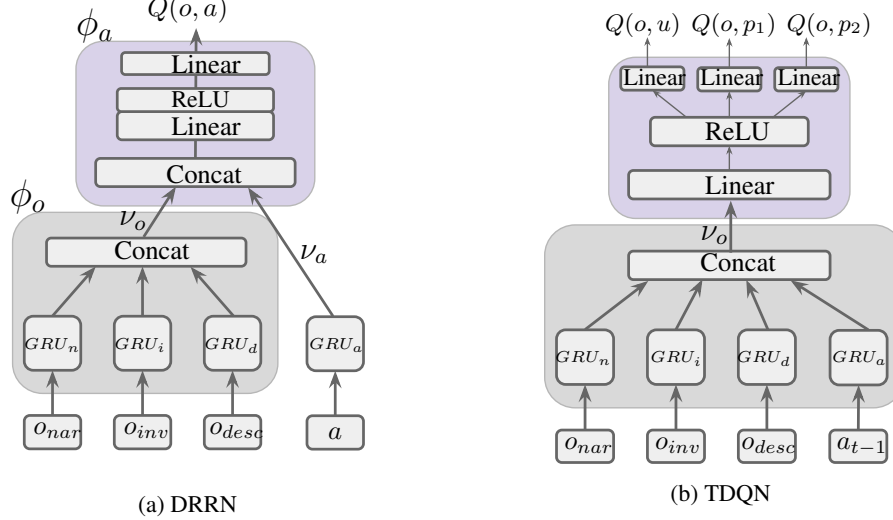 Q(o, a)
ϕ_a
Linear
ReLU
Linear
Concat
ϕ_o
ν_o
ν_a
Concat
GRU_n GRU_i GRU_d GRU_a
o_nar o_inv o_desc a
(a) DRRN
Q(o, u) Q(o, p_1) Q(o, p_2)
Linear Linear Linear
ReLU
Linear
ν_o
Concat
GRU_n GRU_i GRU_d GRU_a
o_nar o_inv o_desc a_{t−1}
(b) TDQN